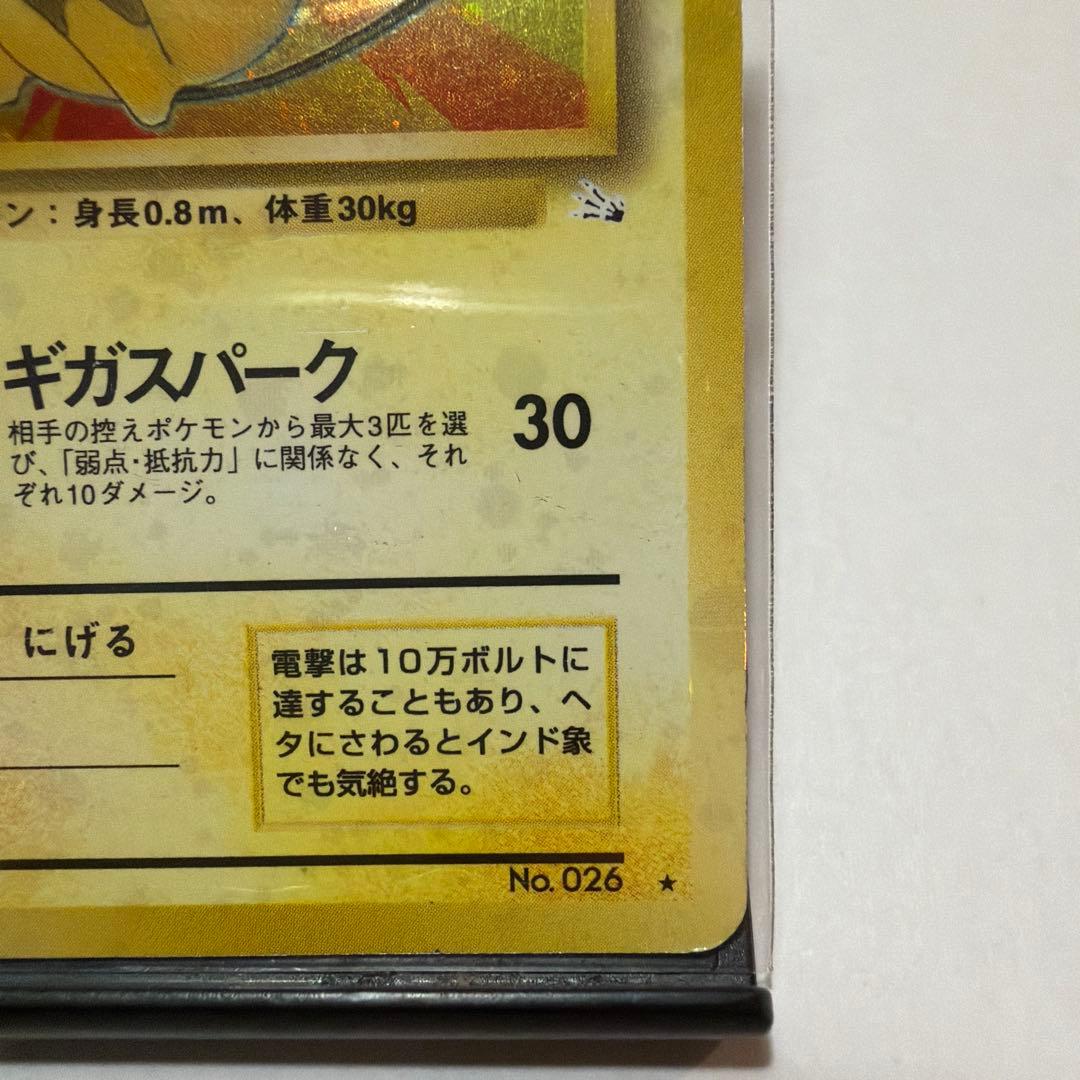 ン：身長0.8m、体重30kg
ギガスパーク
30
相手の控えポケモンから最大3匹を選
び、「弱点・抵抗力」に関係なく、それ
ぞれ10ダメージ。
にげる
電撃は10万ボルトに
達することもあり、ヘ
タにさわるとインド象
でも気絶する。
No. 026 ★